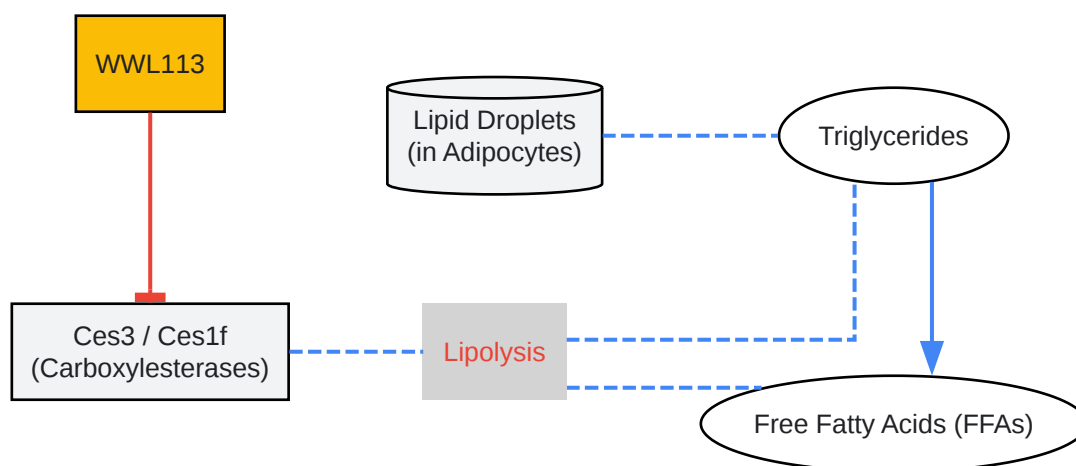 WWL113
Lipid Droplets
(in Adipocytes)
Triglycerides
Ces3 / Ces1f
(Carboxylesterases)
Lipolysis
Free Fatty Acids (FFAs)